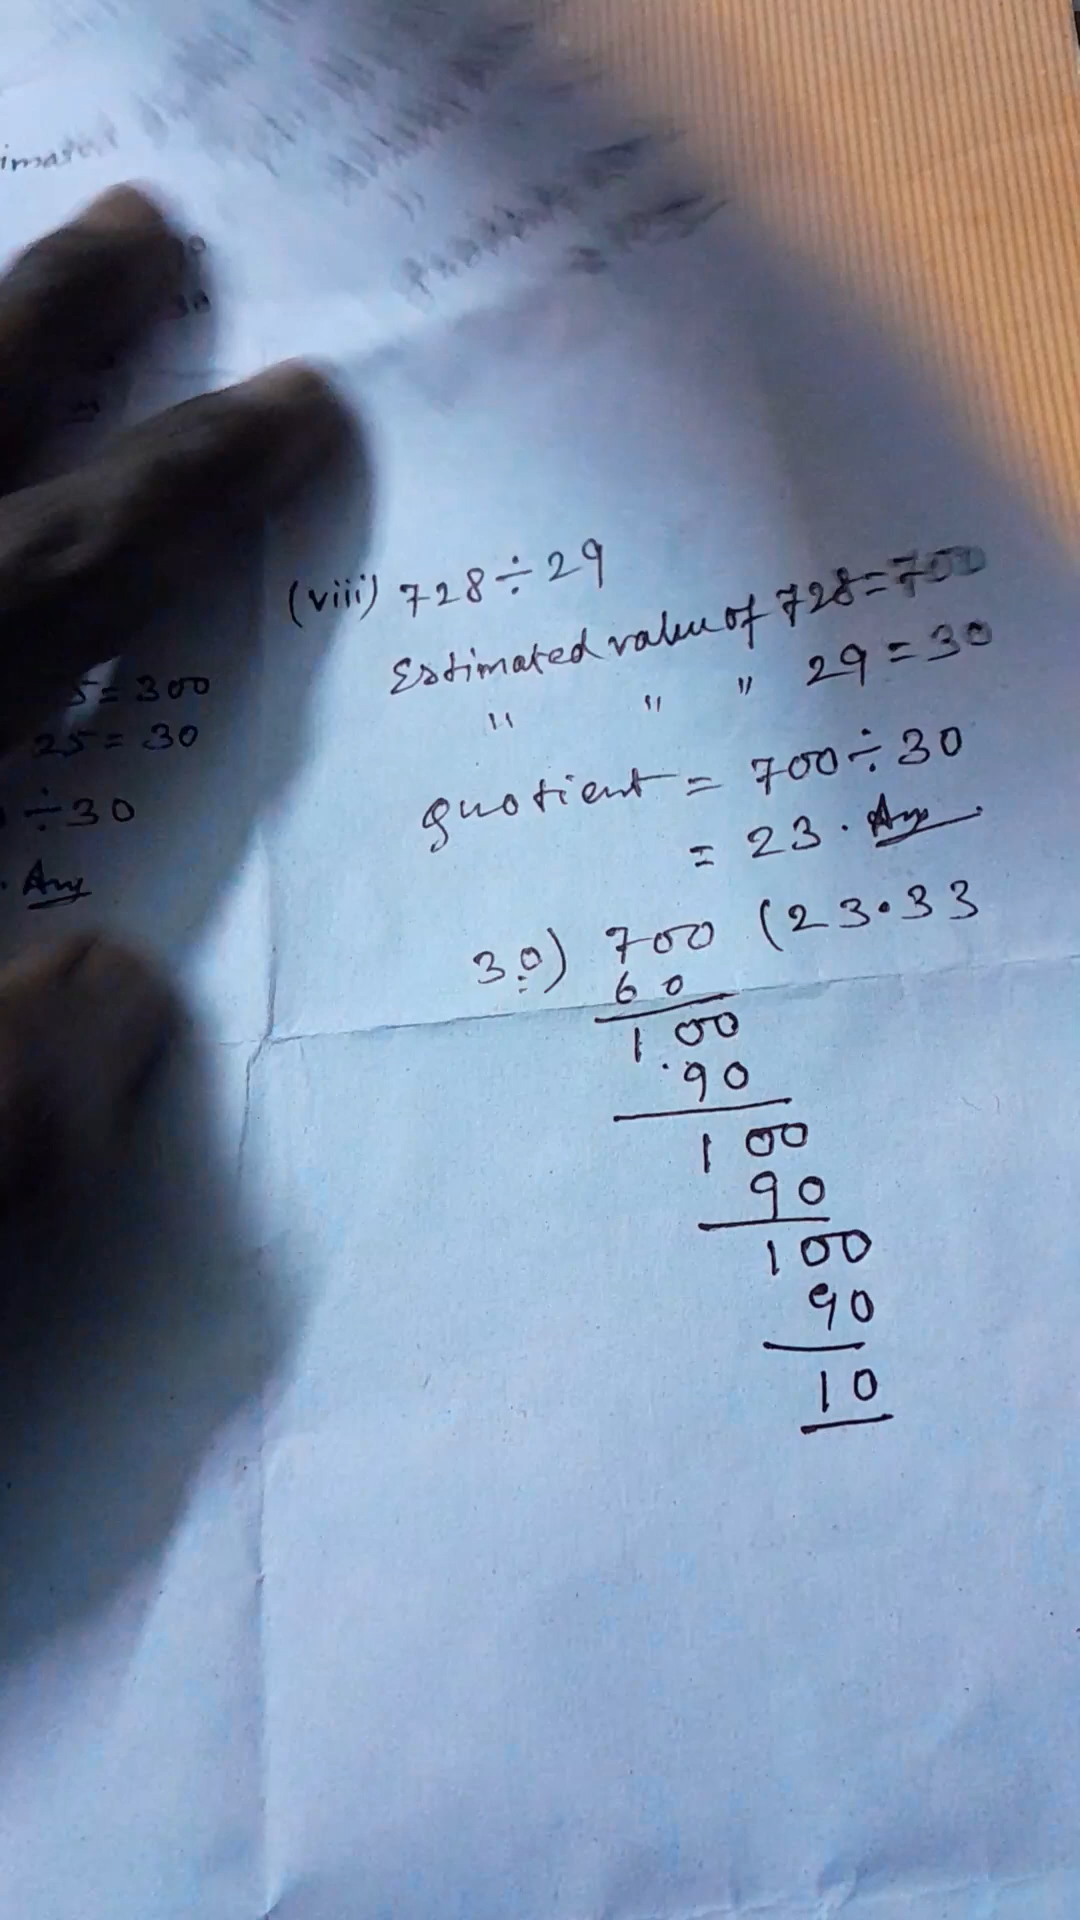 5 = 300
25 = 30
÷ 30
. Ans
(viii) 728 ÷ 29
Estimated value of 728 = 700
" " " 29 = 30
quotient = 700 ÷ 30
= 23 . Ans
30) 700 (23.33
60
100
90
100
90
100
90
10